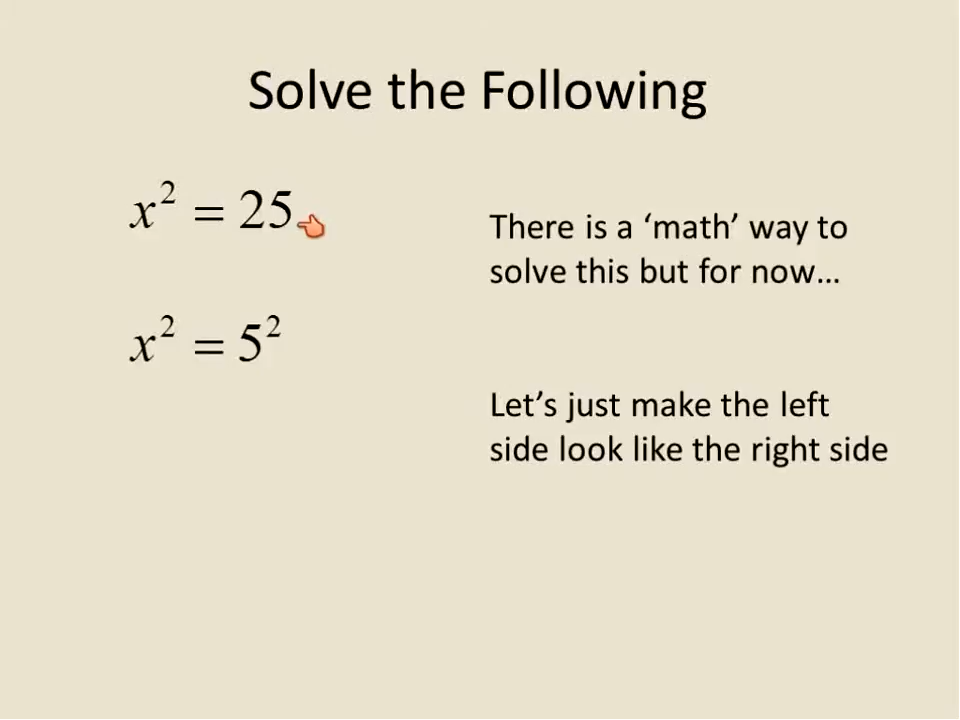 Solve the Following
x² = 25
There is a ‘math’ way to
solve this but for now...
x² = 5²
Let’s just make the left
side look like the right side